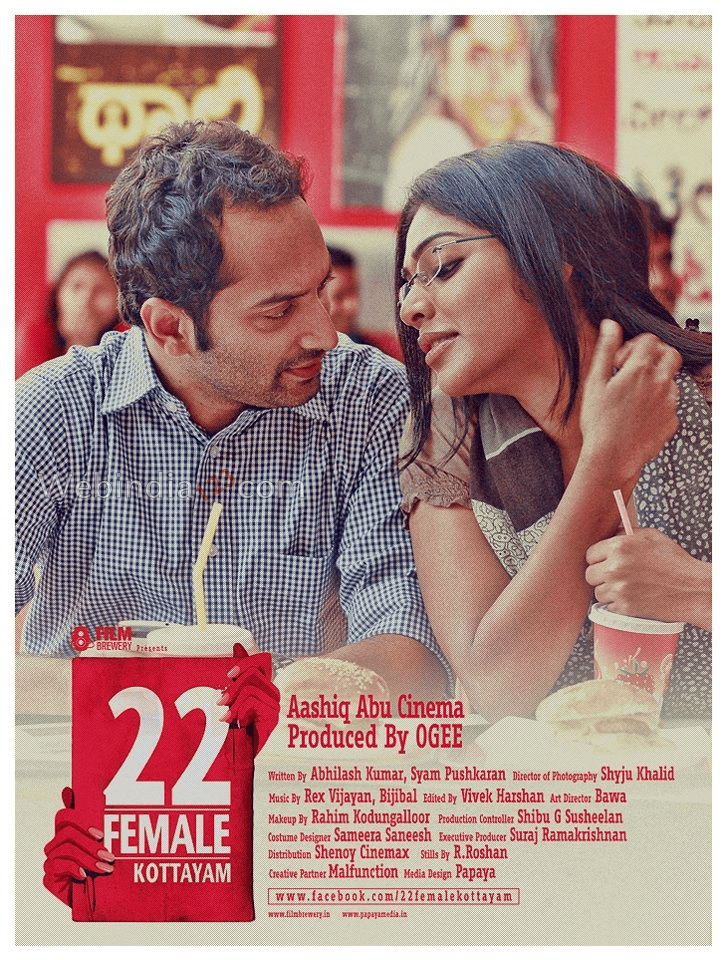 Webindia123.com
8 FILM
BREWERY Presents
22
FEMALE
KOTTAYAM
Aashiq Abu Cinema
Produced By OGEE
Written By Abhilash Kumar, Syam Pushkaran Director of Photography Shyju Khalid
Music By Rex Vijayan, Bijibal Edited By Vivek Harshan Art Director Bawa
Makeup By Rahim Kodungalloor Production Controller Shibu G Susheelan
Costume Designer Sameera Saneesh Executive Producer Suraj Ramakrishnan
Distribution Shenoy Cinemax Stills By R.Roshan
Creative Partner Malfunction Media Design Papaya
www.facebook.com/22femalekottayam
www.filmbrewery.in www.papayamedia.in